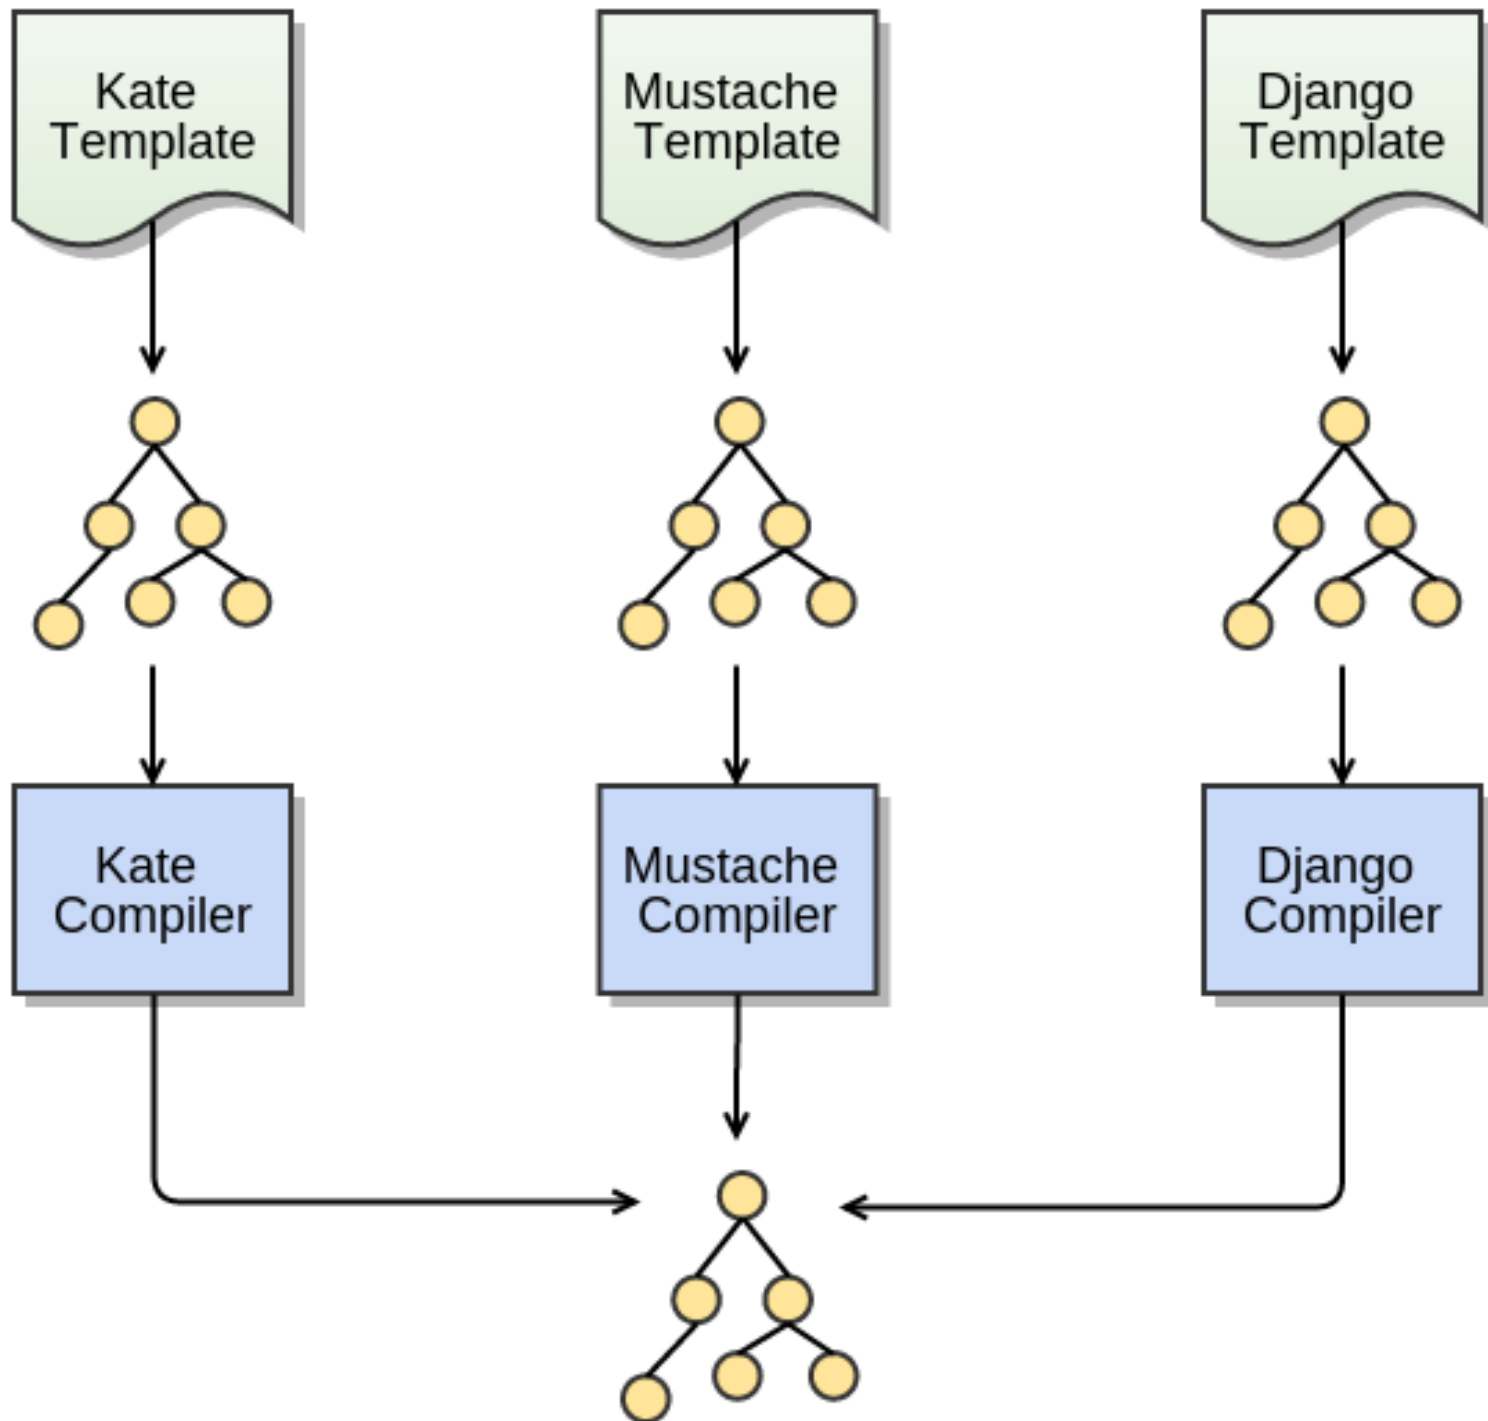 Kate
Template
Mustache
Template
Django
Template
Kate
Compiler
Mustache
Compiler
Django
Compiler